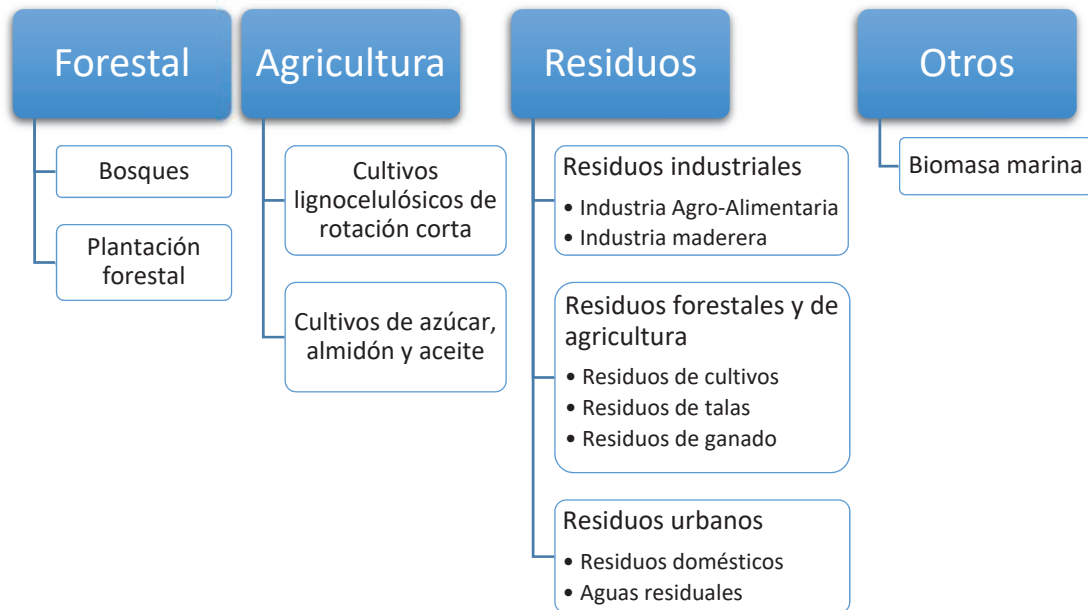 Forestal
Bosques
Plantación
forestal
Agricultura
Cultivos
lignocelulósicos de
rotación corta
Cultivos de azúcar,
almidón y aceite
Residuos
Residuos industriales
• Industria Agro-Alimentaria
• Industria maderera
Residuos forestales y de
agricultura
• Residuos de cultivos
• Residuos de talas
• Residuos de ganado
Residuos urbanos
• Residuos domésticos
• Aguas residuales
Otros
Biomasa marina